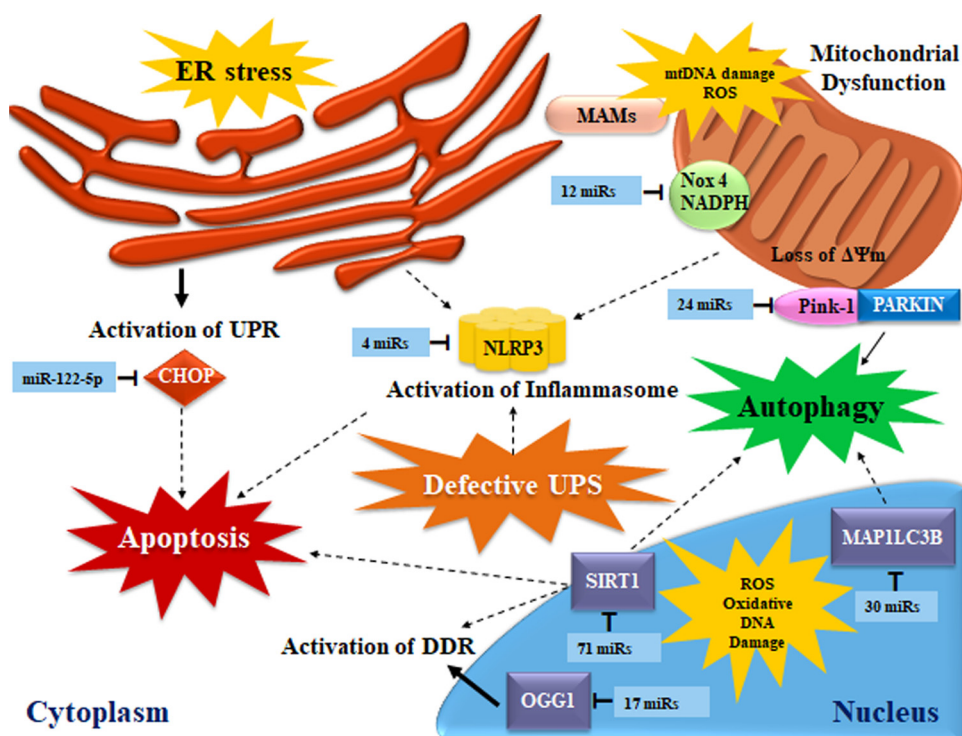 ER stress
mtDNA damage
ROS
Mitochondrial
Dysfunction
MAMs
12 miRs
Nox 4
NADPH
Loss of ΔΨm
24 miRs
Pink-1
PARKIN
Activation of UPR
4 miRs
NLRP3
miR-122-5p
CHOP
Activation of Inflammasome
Autophagy
Defective UPS
Apoptosis
MAP1LC3B
SIRT1
ROS
Oxidative
DNA
Damage
30 miRs
71 miRs
Activation of DDR
OGG1
17 miRs
Cytoplasm
Nucleus